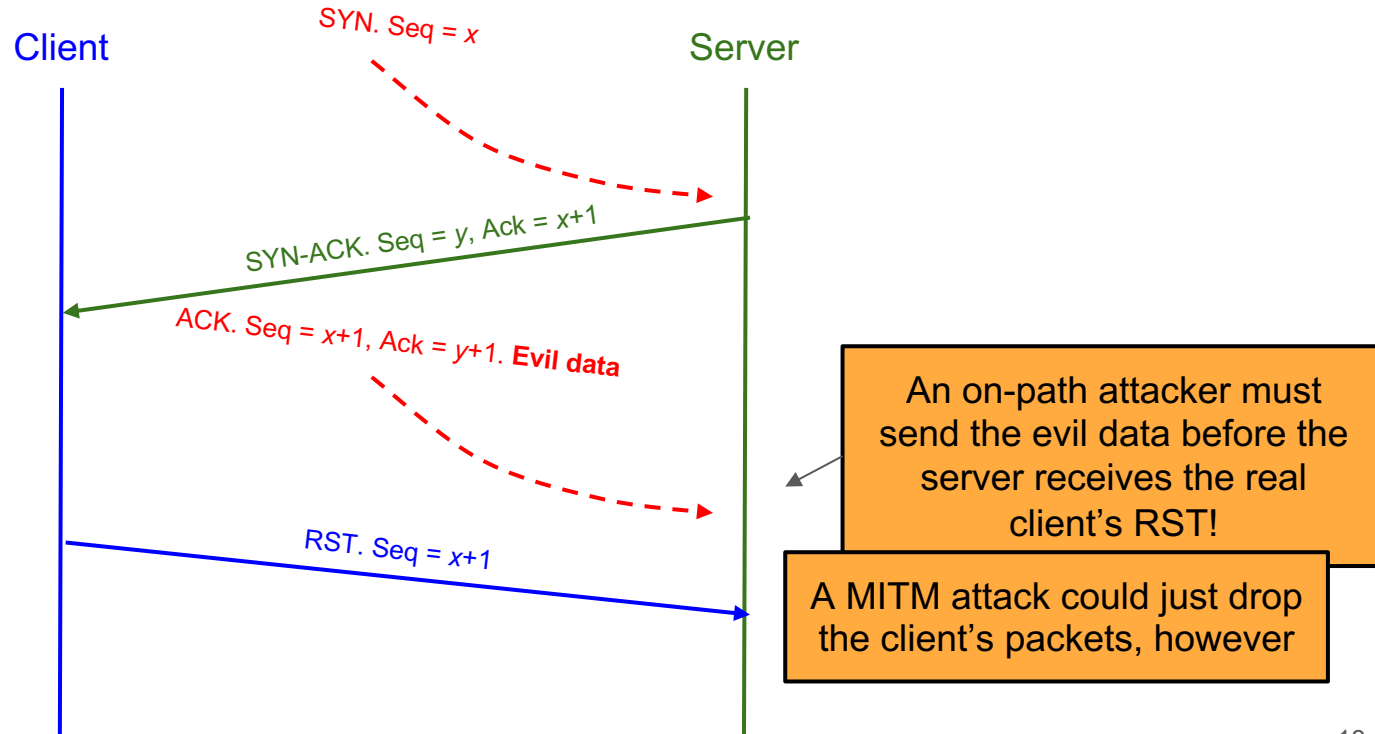 SYN. Seq = x
Client
Server
SYN-ACK. Seq = y, Ack = x+1
ACK. Seq = x+1, Ack = y+1. Evil data
An on-path attacker must
send the evil data before the
server receives the real
client’s RST!
RST. Seq = x+1
A MITM attack could just drop
the client’s packets, however